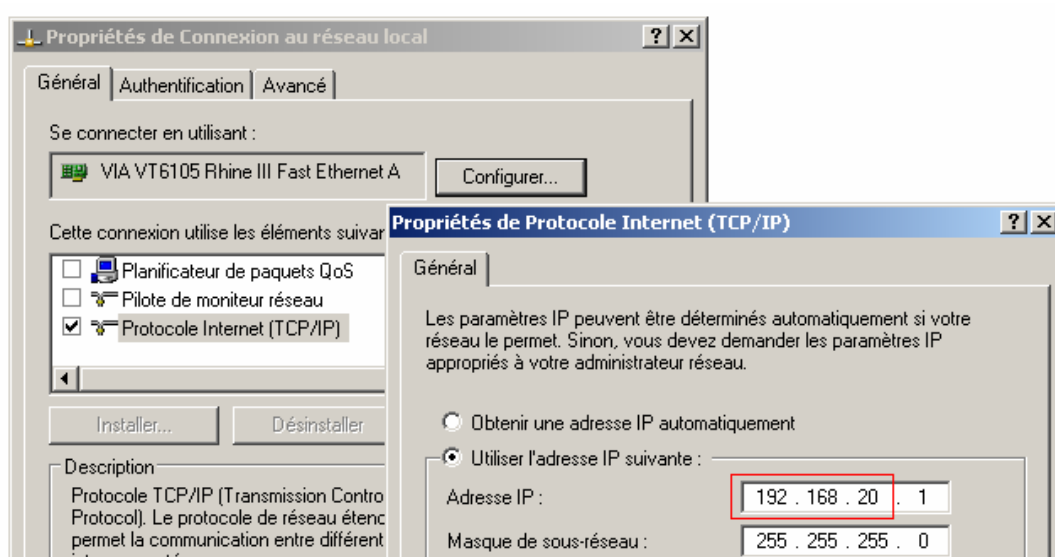 Propriétés de Connexion au réseau local
Général Authentification Avancé
Se connecter en utilisant :
VIA VT6105 Rhine III Fast Ethernet A
Configurer...
Cette connexion utilise les éléments suivan
Planificateur de paquets QoS
Pilote de moniteur réseau
Protocole Internet (TCP/IP)
Installer... Désinstaller
Description
Protocole TCP/IP (Transmission Contro
Protocol). Le protocole de réseau étend
permet la communication entre différent
Propriétés de Protocole Internet (TCP/IP)
Général
Les paramètres IP peuvent être déterminés automatiquement si votre
réseau le permet. Sinon, vous devez demander les paramètres IP
appropriés à votre administrateur réseau.
Obtenir une adresse IP automatiquement
Utiliser l'adresse IP suivante :
Adresse IP : 192 . 168 . 20 . 1
Masque de sous-réseau : 255 . 255 . 255 . 0